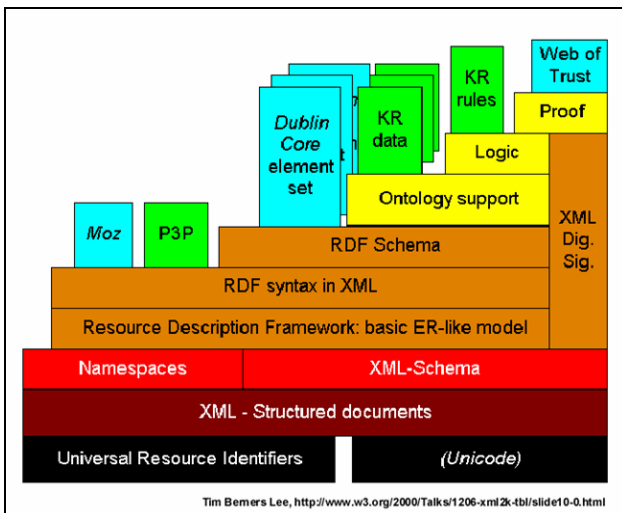 Web of
Trust
KR
rules
Proof
Dublin
Core
element
set
KR
data
Logic
Ontology support
XML
Dig.
Sig.
Moz
P3P
RDF Schema
RDF syntax in XML
Resource Description Framework: basic ER-like model
Namespaces
XML-Schema
XML - Structured documents
Universal Resource Identifiers
(Unicode)
Tim Berners Lee, http://www.w3.org/2000/Talks/1206-xml2k-tbl/slide10-0.html